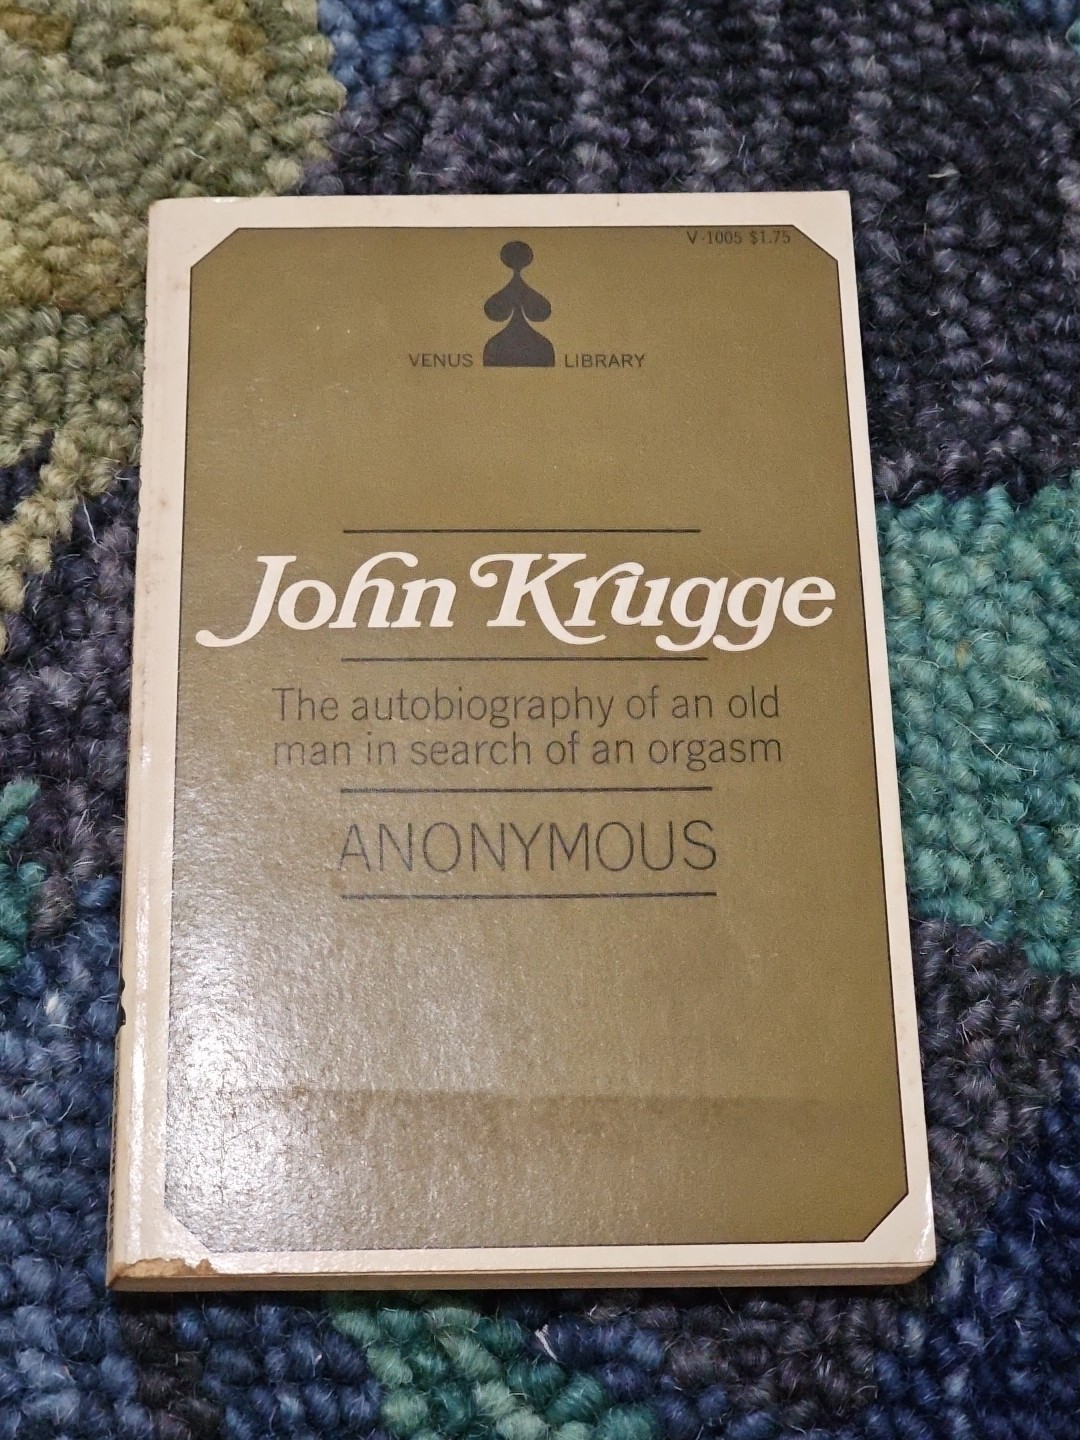 V-1005 $1.75
VENUS LIBRARY
John Krugge
The autobiography of an old
man in search of an orgasm
ANONYMOUS